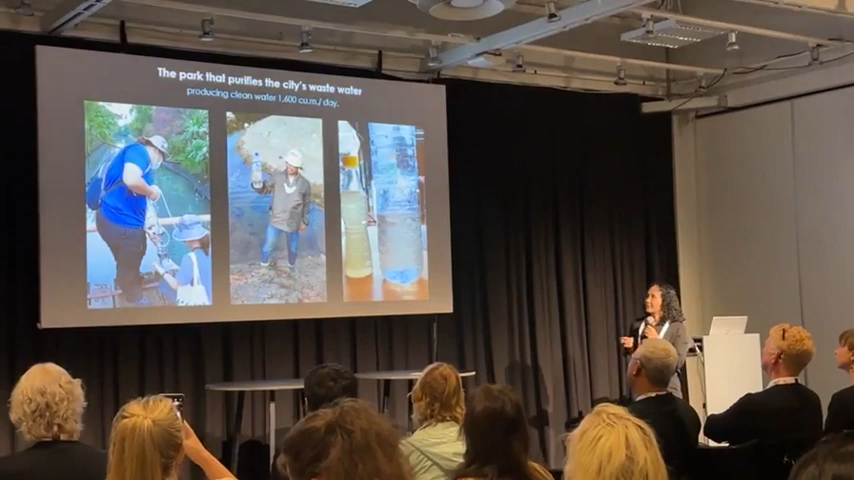 The park that purifies the city's waste water
producing clean water 1,600 cu.m./ day.